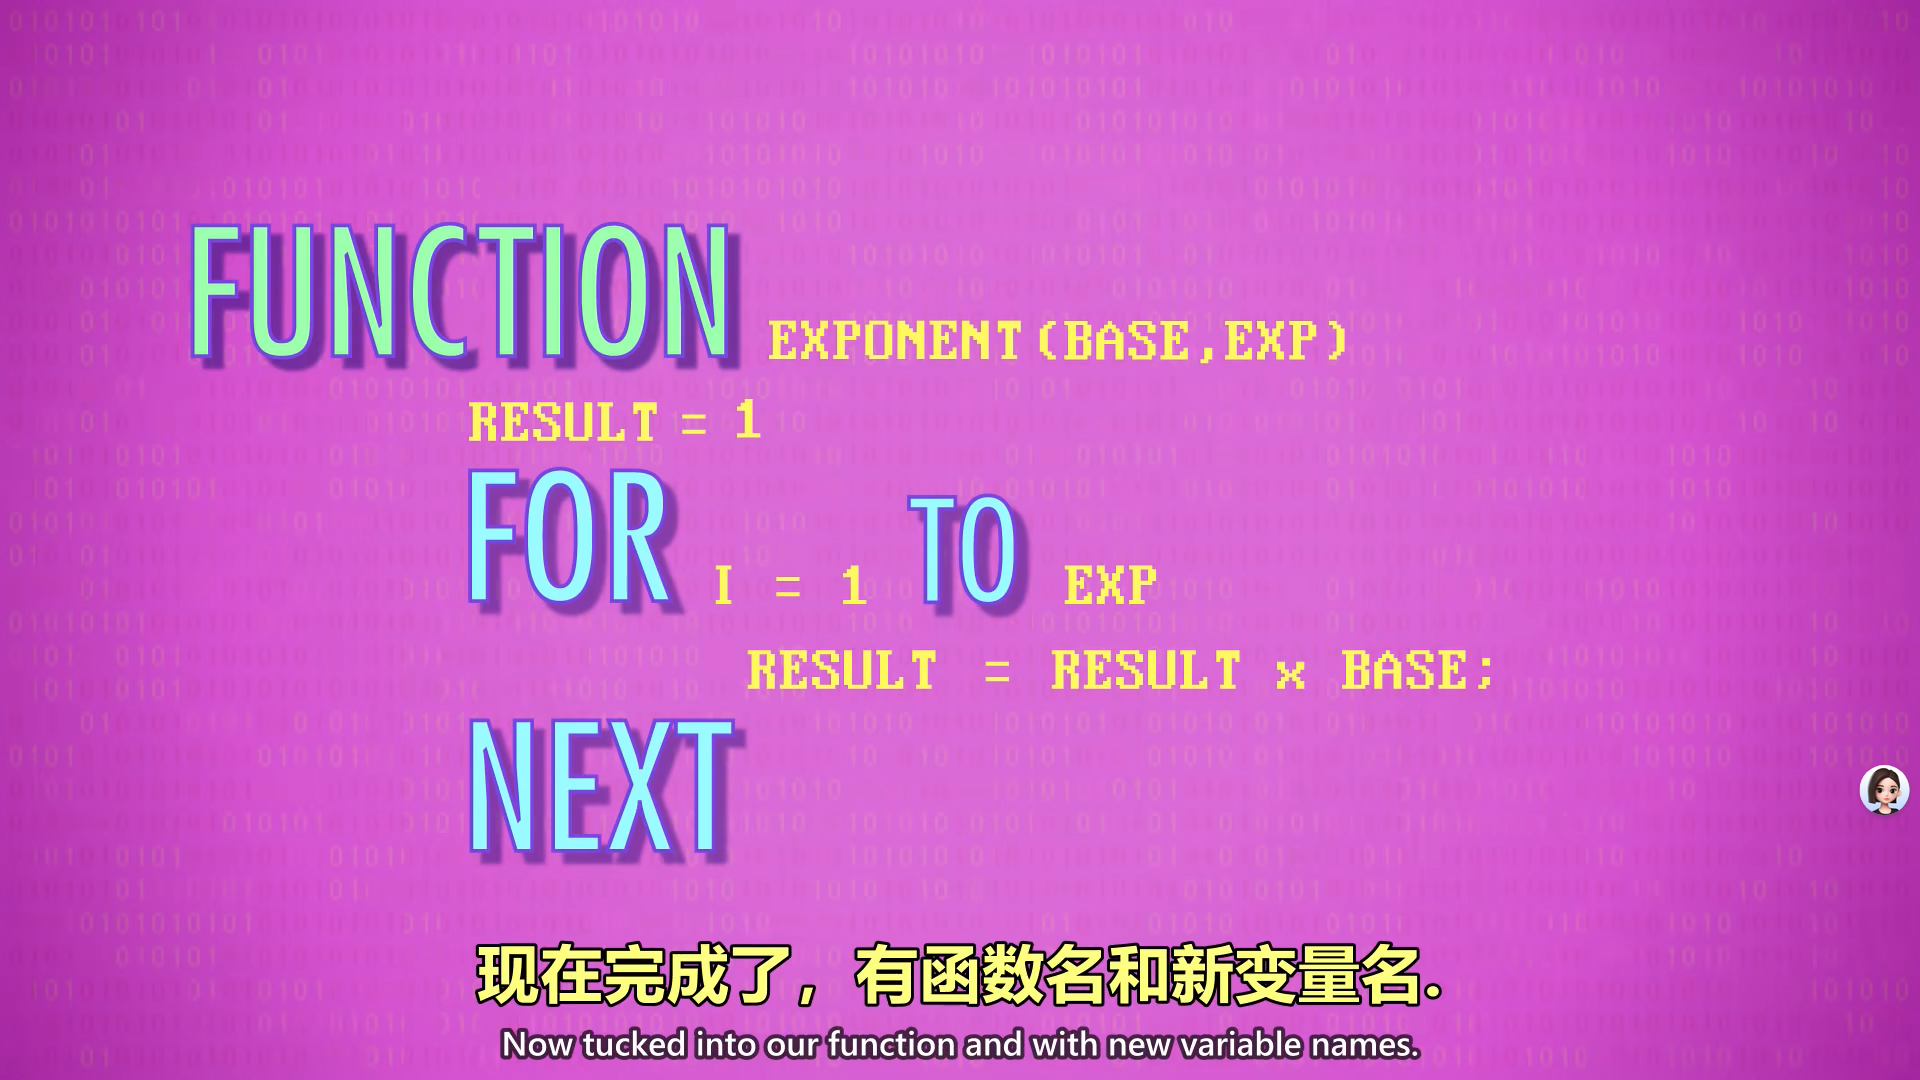 FUNCTION EXPONENT(BASE,EXP)
RESULT = 1
FOR I = 1 TO EXP
RESULT = RESULT x BASE;
NEXT
现在完成了，有函数名和新变量名.
Now tucked into our function and with new variable names.